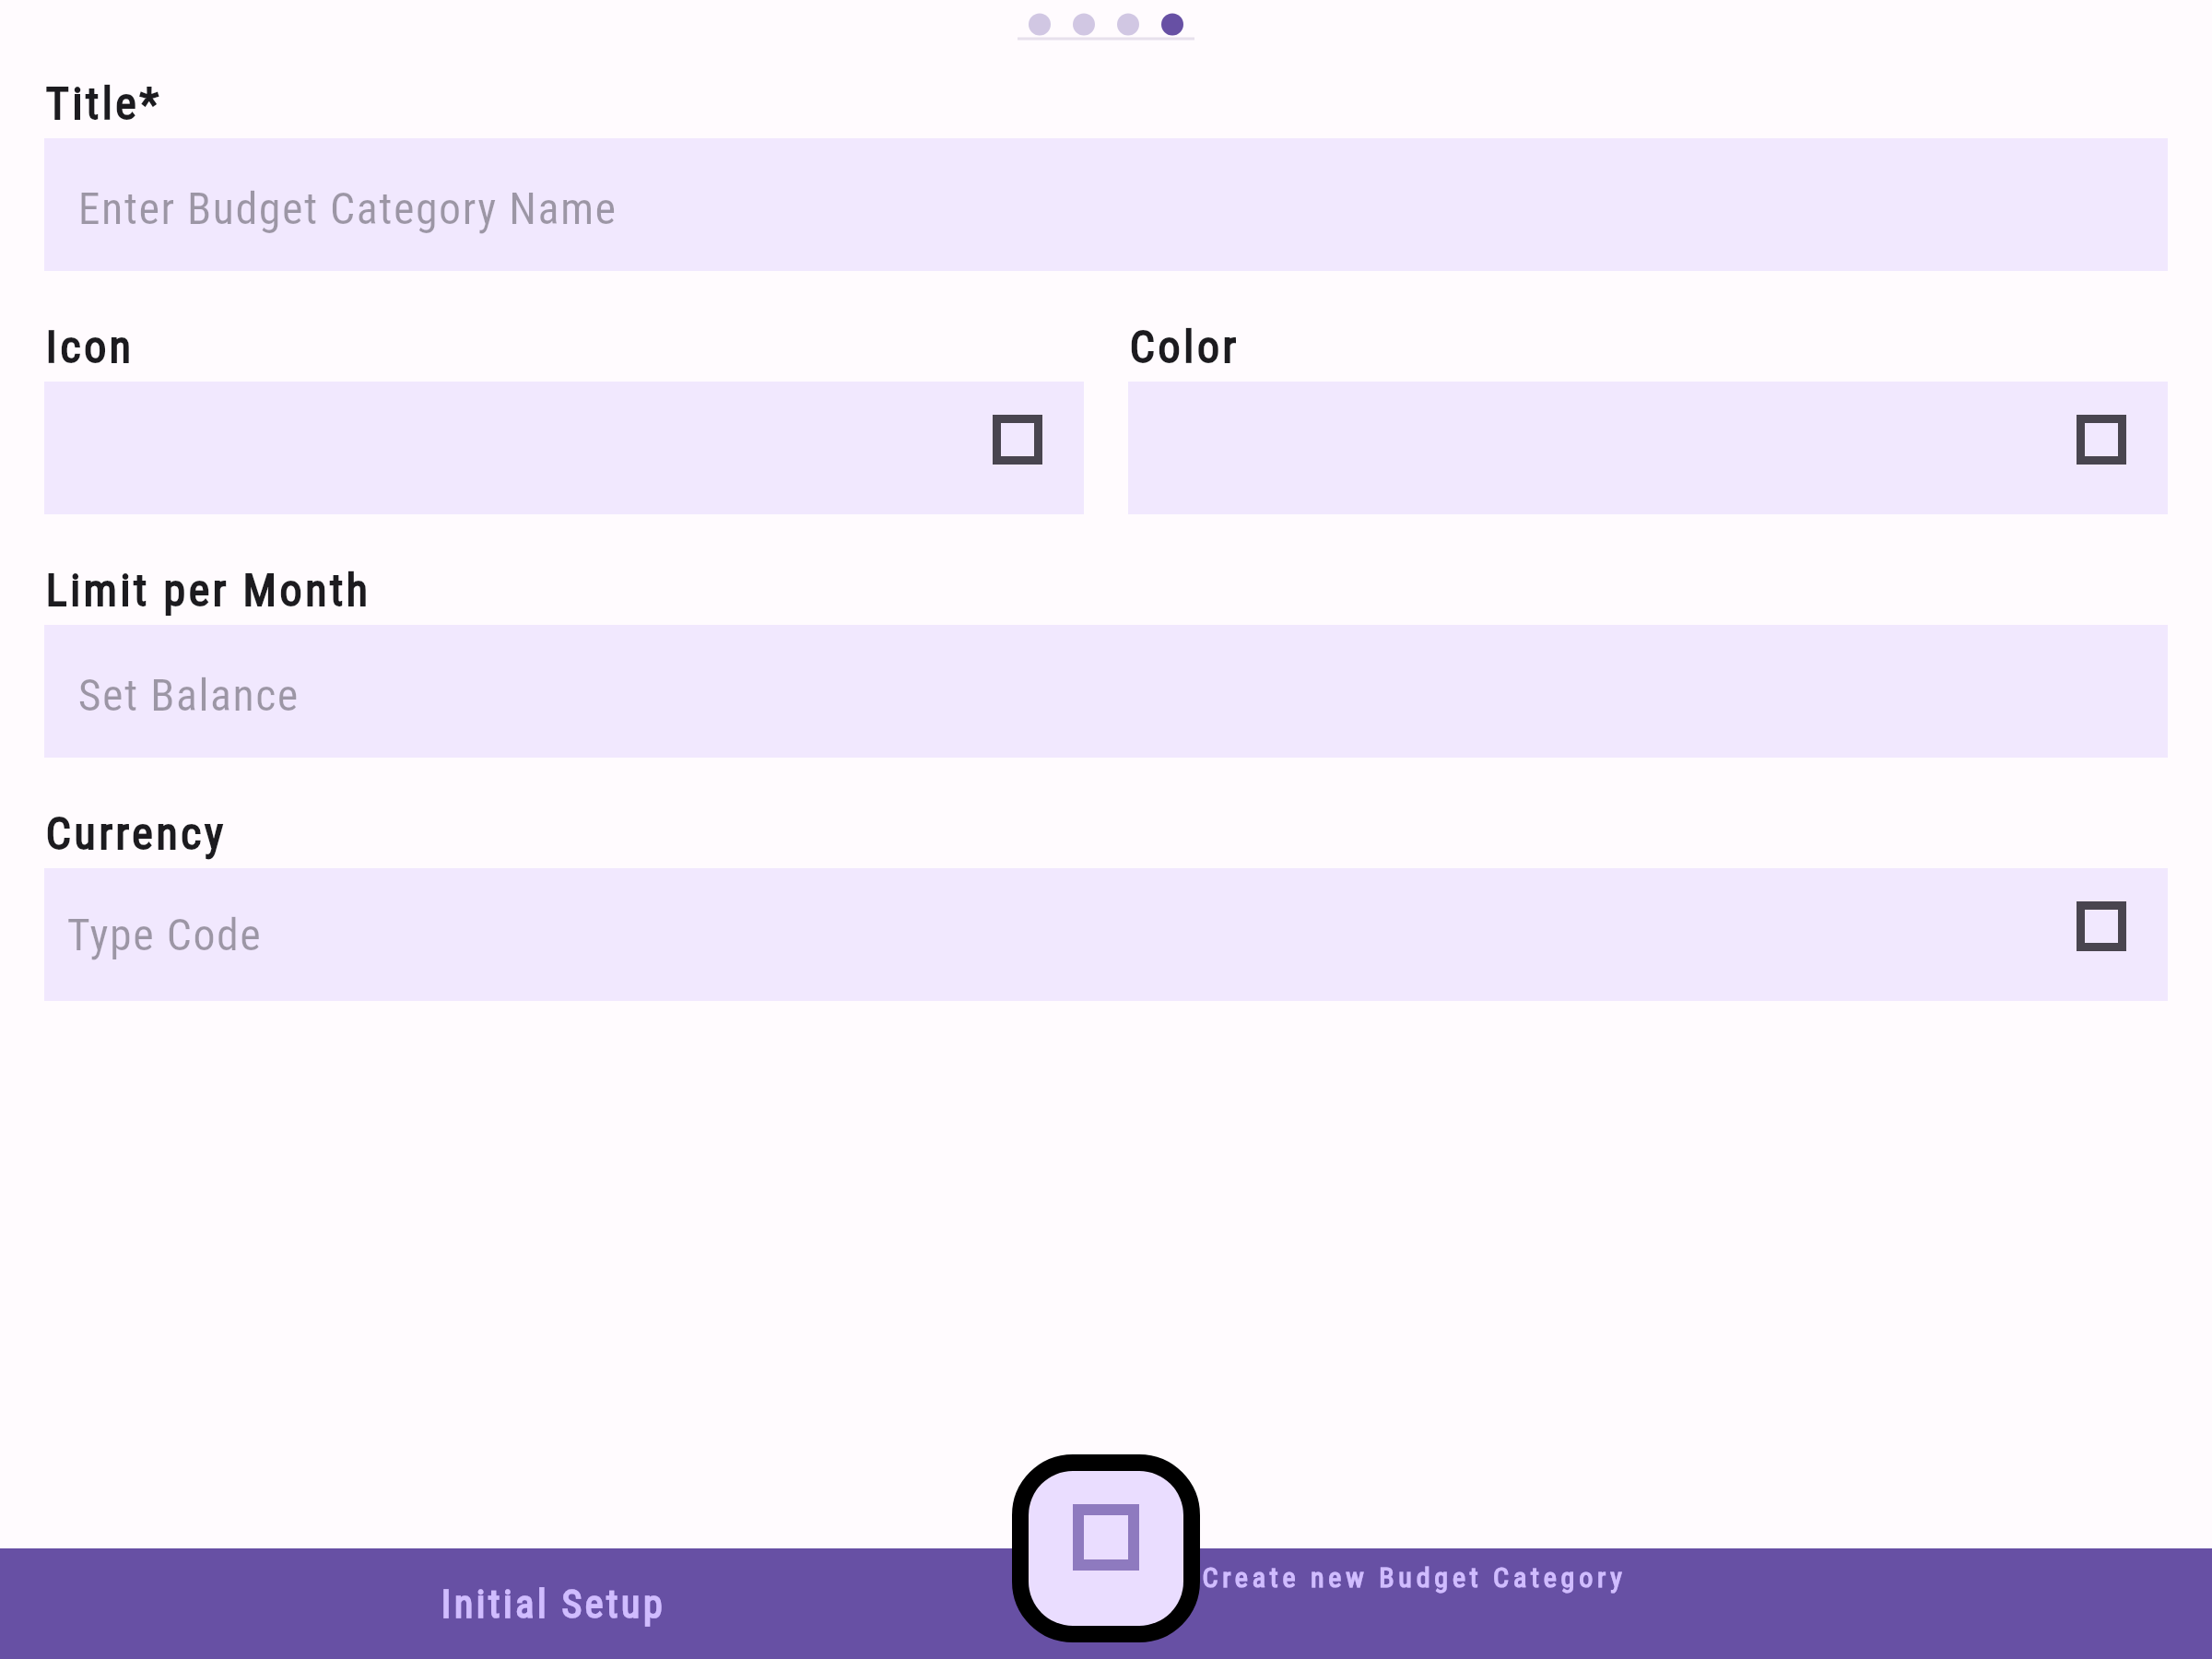 Title*
Enter Budget Category Name
Icon
Color
Limit per Month
Set Balance
Currency
Type Code
Initial Setup
Create new Budget Category